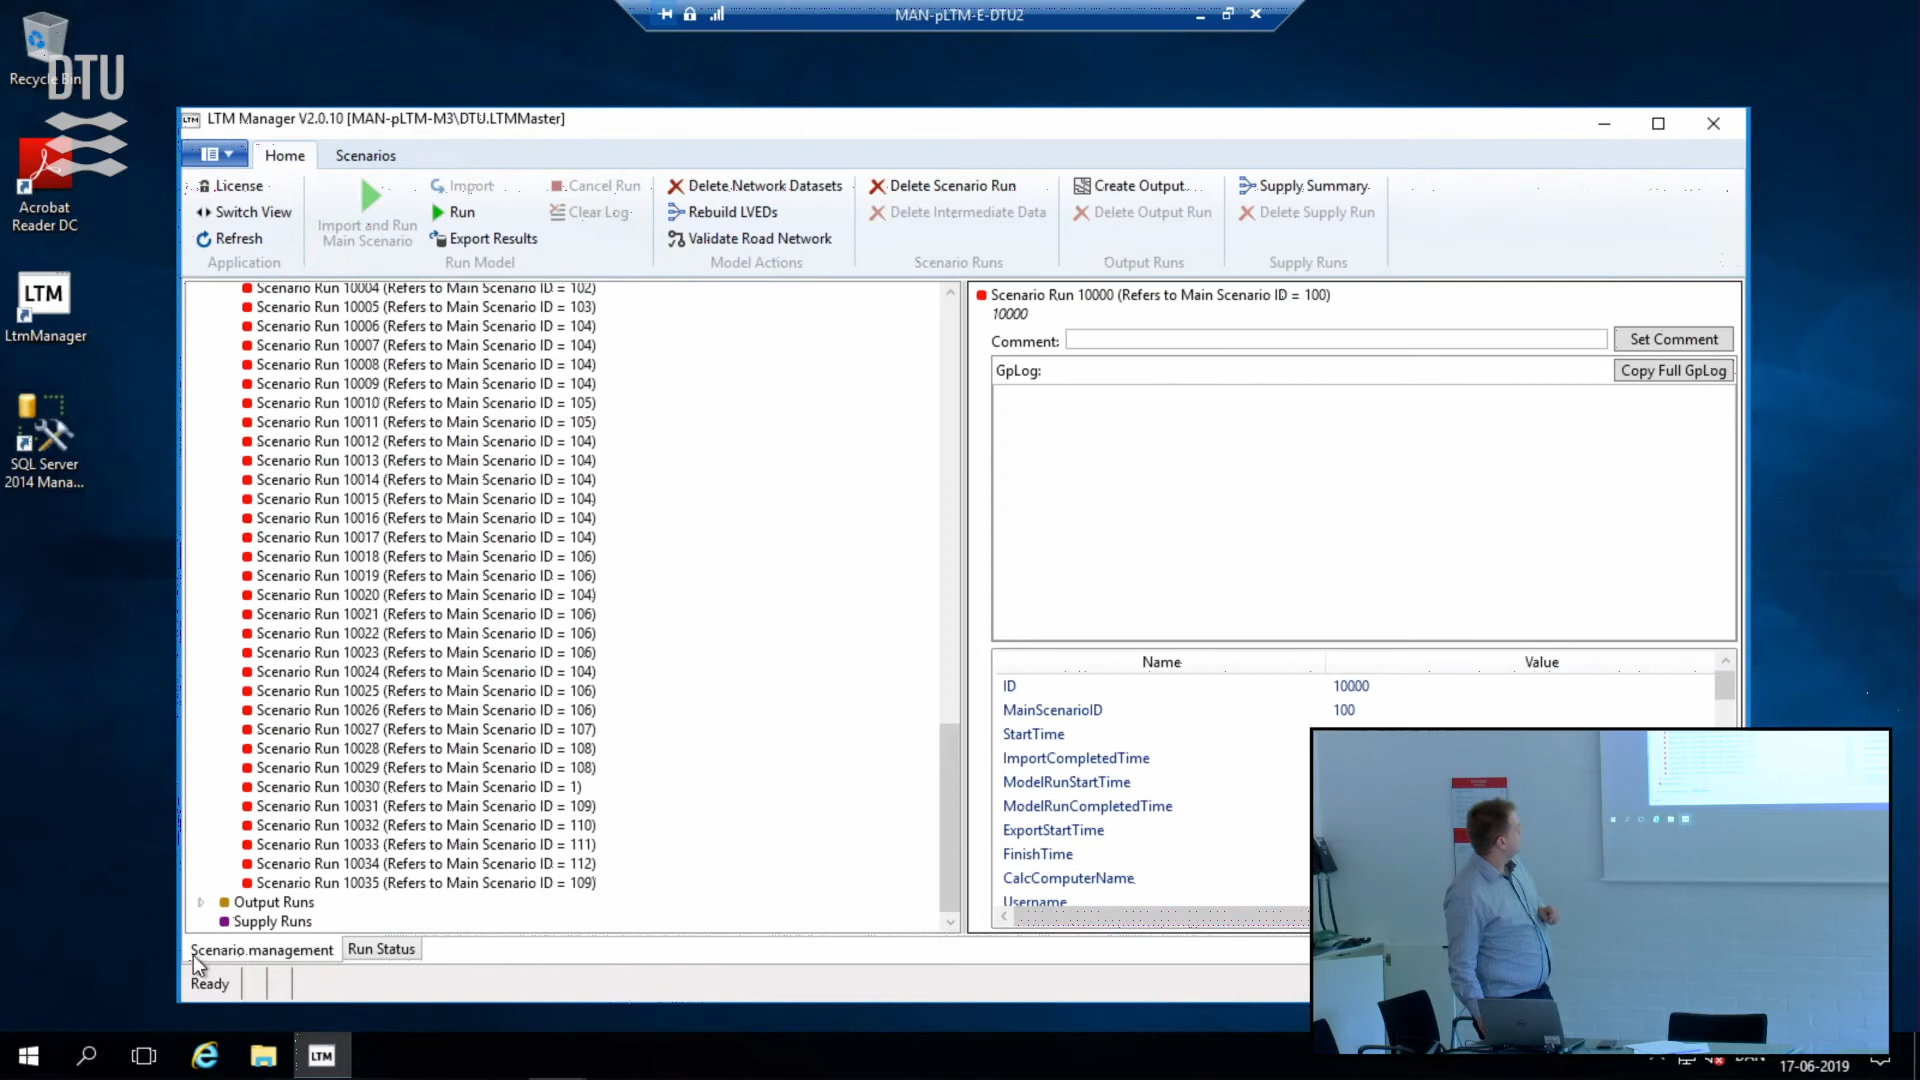 MAN-pLTM-E-DTU2
Recycle Bin
DTU
Acrobat
Reader DC
LTM
LtmManager
SQL Server
2014 Mana...
LTM Manager V2.0.10 [MAN-pLTM-M3\DTU.LTMMaster]
Home
Scenarios
License
Switch View
Refresh
Application
Import and Run
Main Scenario
Import
Run
Export Results
Cancel Run
Clear Log
Run Model
Delete Network Datasets
Rebuild LVEDs
Validate Road Network
Model Actions
Delete Scenario Run
Delete Intermediate Data
Scenario Runs
Create Output
Delete Output Run
Output Runs
Supply Summary
Delete Supply Run
Supply Runs
Scenario Run 10004 (Refers to Main Scenario ID = 102)
Scenario Run 10005 (Refers to Main Scenario ID = 103)
Scenario Run 10006 (Refers to Main Scenario ID = 104)
Scenario Run 10007 (Refers to Main Scenario ID = 104)
Scenario Run 10008 (Refers to Main Scenario ID = 104)
Scenario Run 10009 (Refers to Main Scenario ID = 104)
Scenario Run 10010 (Refers to Main Scenario ID = 105)
Scenario Run 10011 (Refers to Main Scenario ID = 105)
Scenario Run 10012 (Refers to Main Scenario ID = 104)
Scenario Run 10013 (Refers to Main Scenario ID = 104)
Scenario Run 10014 (Refers to Main Scenario ID = 104)
Scenario Run 10015 (Refers to Main Scenario ID = 104)
Scenario Run 10016 (Refers to Main Scenario ID = 104)
Scenario Run 10017 (Refers to Main Scenario ID = 104)
Scenario Run 10018 (Refers to Main Scenario ID = 106)
Scenario Run 10019 (Refers to Main Scenario ID = 106)
Scenario Run 10020 (Refers to Main Scenario ID = 104)
Scenario Run 10021 (Refers to Main Scenario ID = 106)
Scenario Run 10022 (Refers to Main Scenario ID = 106)
Scenario Run 10023 (Refers to Main Scenario ID = 106)
Scenario Run 10024 (Refers to Main Scenario ID = 104)
Scenario Run 10025 (Refers to Main Scenario ID = 106)
Scenario Run 10026 (Refers to Main Scenario ID = 106)
Scenario Run 10027 (Refers to Main Scenario ID = 107)
Scenario Run 10028 (Refers to Main Scenario ID = 108)
Scenario Run 10029 (Refers to Main Scenario ID = 108)
Scenario Run 10030 (Refers to Main Scenario ID = 1)
Scenario Run 10031 (Refers to Main Scenario ID = 109)
Scenario Run 10032 (Refers to Main Scenario ID = 110)
Scenario Run 10033 (Refers to Main Scenario ID = 111)
Scenario Run 10034 (Refers to Main Scenario ID = 112)
Scenario Run 10035 (Refers to Main Scenario ID = 109)
Output Runs
Supply Runs
Scenario management
Run Status
Ready
Scenario Run 10000 (Refers to Main Scenario ID = 100)
10000
Comment:
Set Comment
GpLog:
Copy Full GpLog
Name Value
ID 10000
MainScenarioID 100
StartTime
ImportCompletedTime
ModelRunStartTime
ModelRunCompletedTime
ExportStartTime
FinishTime
CalcComputerName
Username
LTM
17-06-2019